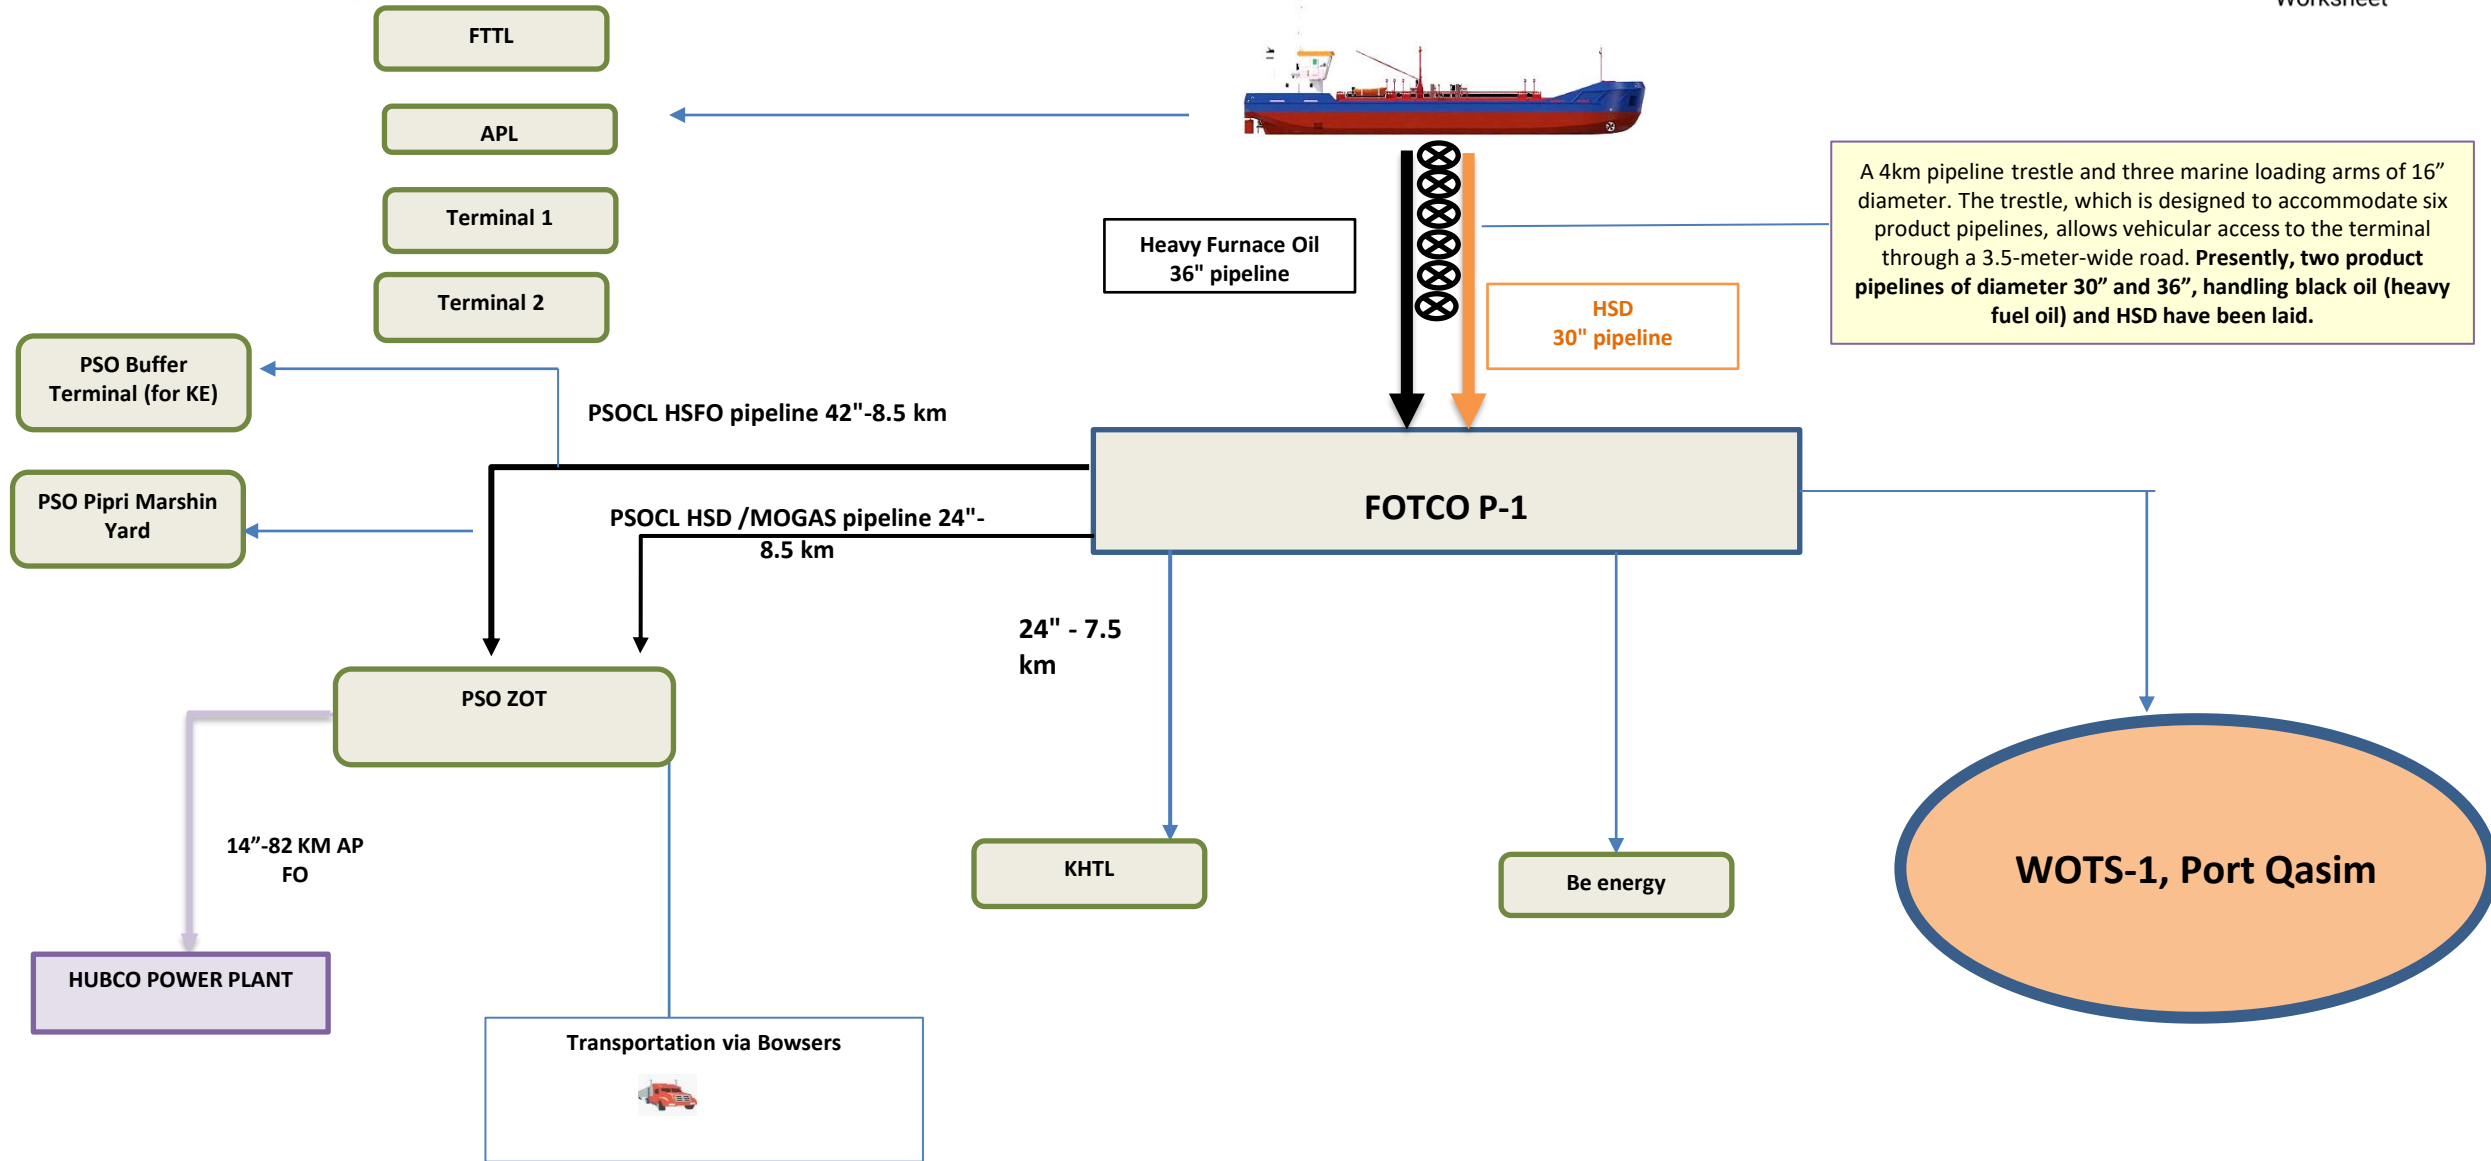 Worksheet
FTTL
APL
Terminal 1
Terminal 2
PSO Buffer
Terminal (for KE)
PSO Pipri Marshin
Yard
Heavy Furnace Oil
36" pipeline
HSD
30" pipeline
A 4km pipeline trestle and three marine loading arms of 16”
diameter. The trestle, which is designed to accommodate six
product pipelines, allows vehicular access to the terminal
through a 3.5-meter-wide road. Presently, two product
pipelines of diameter 30” and 36”, handling black oil (heavy
fuel oil) and HSD have been laid.
PSOCL HSFO pipeline 42"-8.5 km
PSOCL HSD /MOGAS pipeline 24"-
8.5 km
FOTCO P-1
24" - 7.5
km
PSO ZOT
14”-82 KM AP
FO
KHTL
Be energy
WOTS-1, Port Qasim
HUBCO POWER PLANT
Transportation via Bowsers